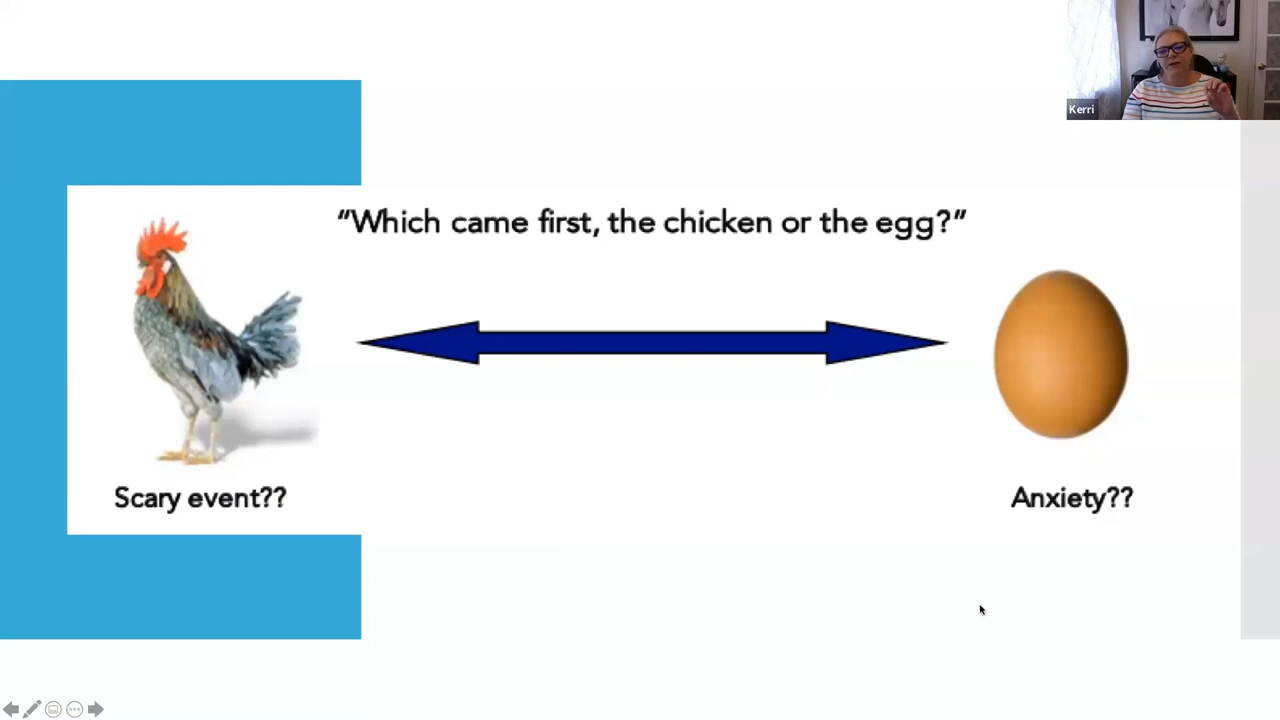 Kerri
“Which came first, the chicken or the egg?”
Scary event??
Anxiety??